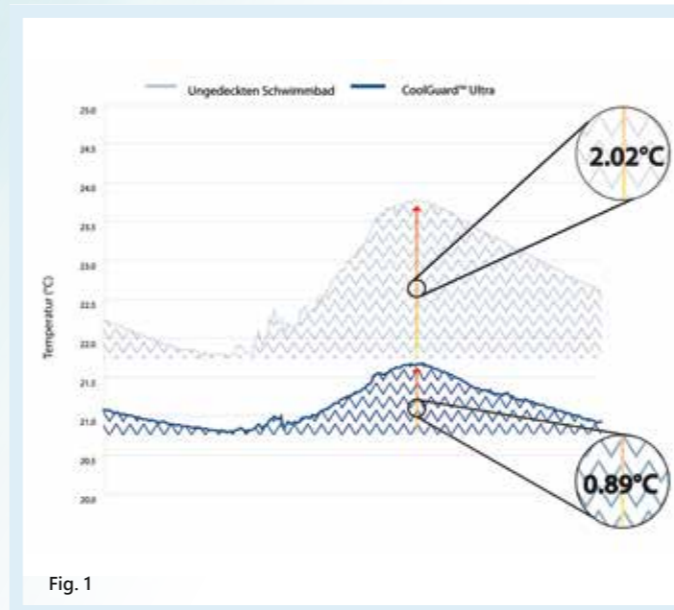 Ungedeckten Schwimmbad CoolGuard™ Ultra
25.0
24.5
24.0
23.5
23.0
22.5
22.0
21.5
21.0
20.5
20.0
Temperatur (°C)
2.02°C
0.89°C
Fig. 1